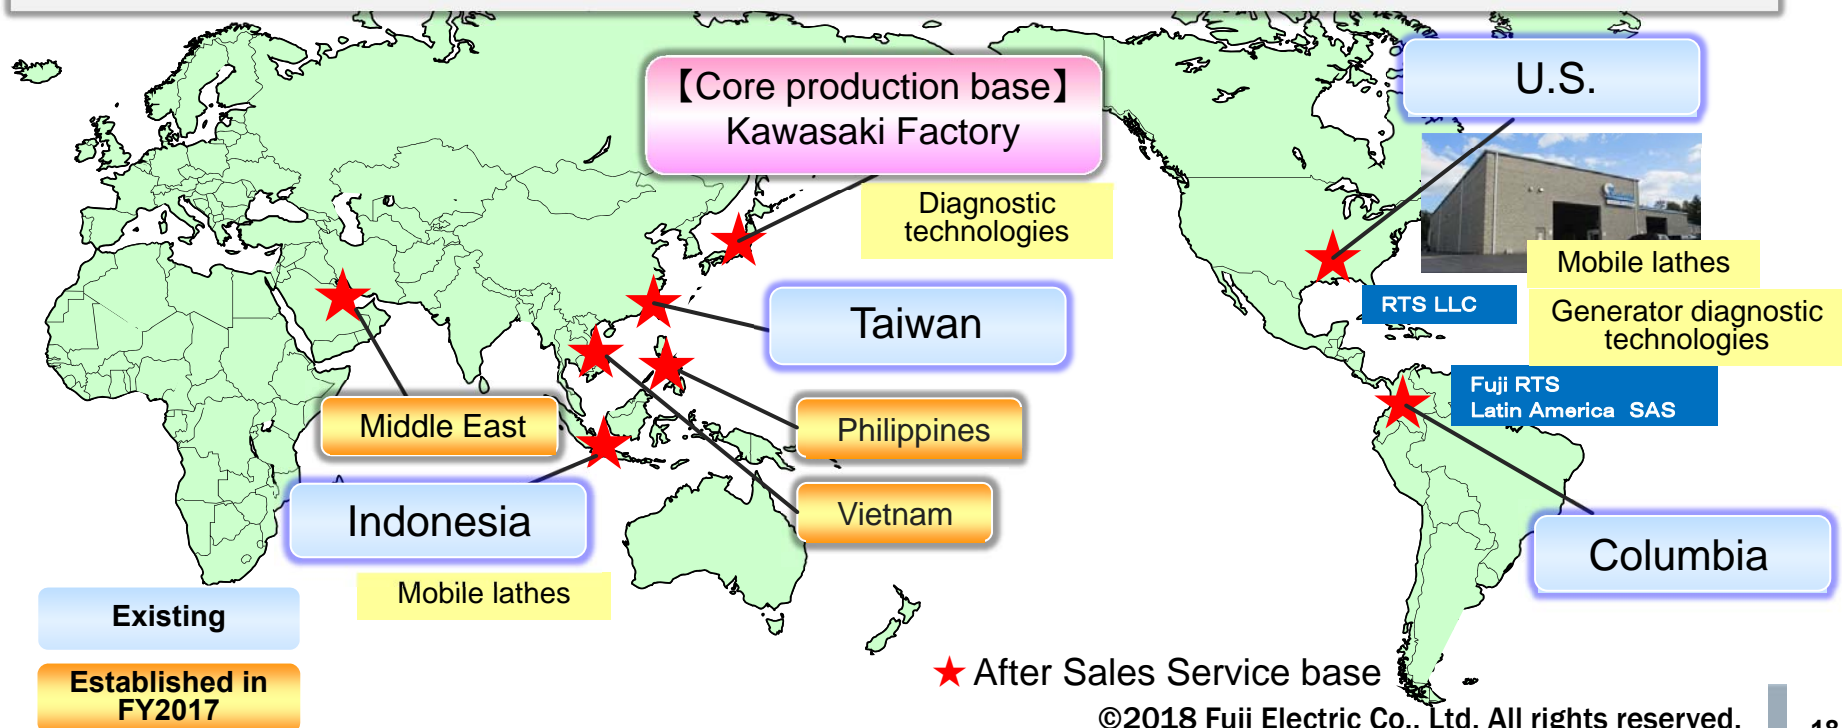 【Core production base】
Kawasaki Factory
U.S.
Diagnostic
technologies
Mobile lathes
RTS LLC
Generator diagnostic
technologies
Taiwan
Fuji RTS
Latin America SAS
Middle East
Philippines
Indonesia
Vietnam
Columbia
Mobile lathes
Existing
Established in
FY2017
★ After Sales Service base
©2018 Fuji Electric Co., Ltd. All rights reserved.
18